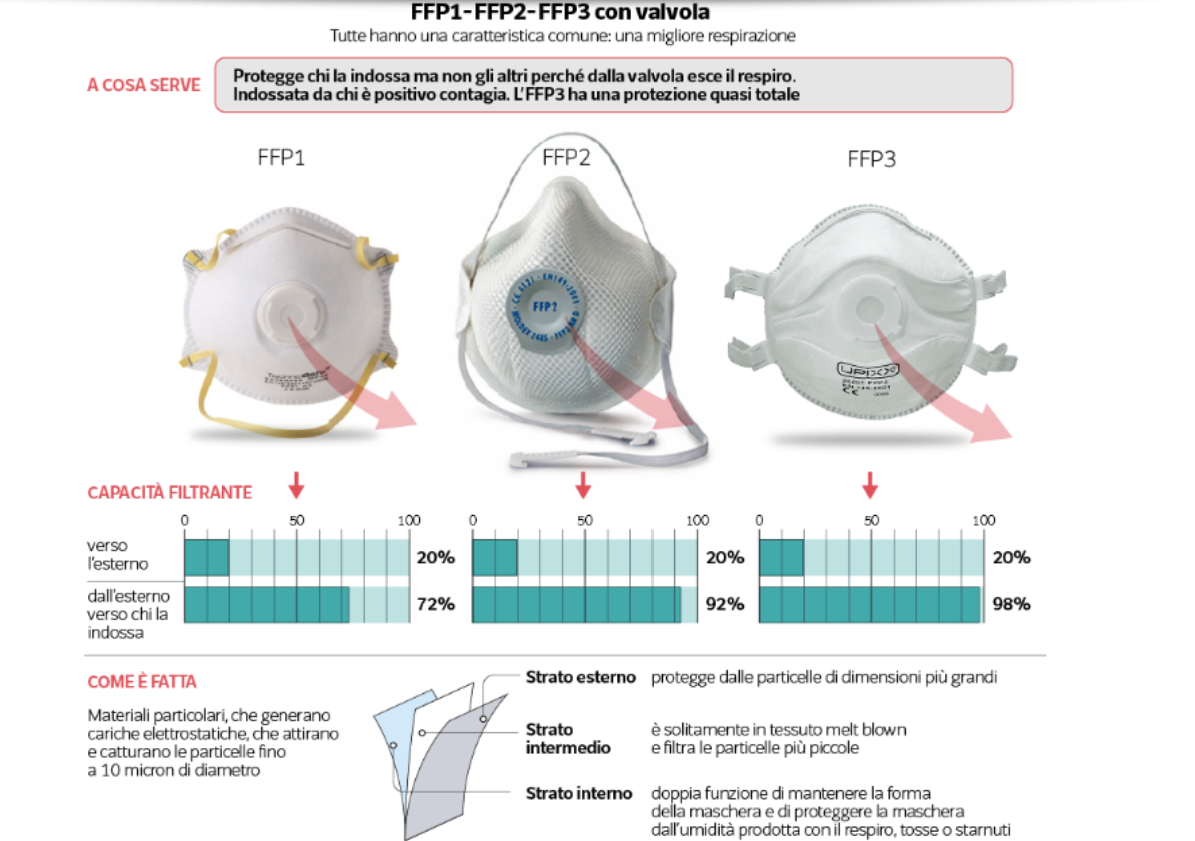 FFP1-FFP2-FFP3 con valvola
Tutte hanno una caratteristica comune: una migliore respirazione
A COSA SERVE
Protegge chi la indossa ma non gli altri perché dalla valvola esce il respiro.
Indossata da chi è positivo contagia. L'FFP3 ha una protezione quasi totale
FFP1
FFP2
FFP3
FFP2
UPIXX
CE
CAPACITÀ FILTRANTE
0 50 100
0 50 100
0 50 100
verso
l'esterno
20%
20%
20%
dall'esterno
verso chi la
indossa
72%
92%
98%
COME È FATTA
Materiali particolari, che generano
cariche elettrostatiche, che attirano
e catturano le particelle fino
a 10 micron di diametro
Strato esterno
protegge dalle particelle di dimensioni più grandi
Strato
intermedio
è solitamente in tessuto melt blown
e filtra le particelle più piccole
Strato interno
doppia funzione di mantenere la forma
della maschera e di proteggere la maschera
dall'umidità prodotta con il respiro, tosse o starnuti